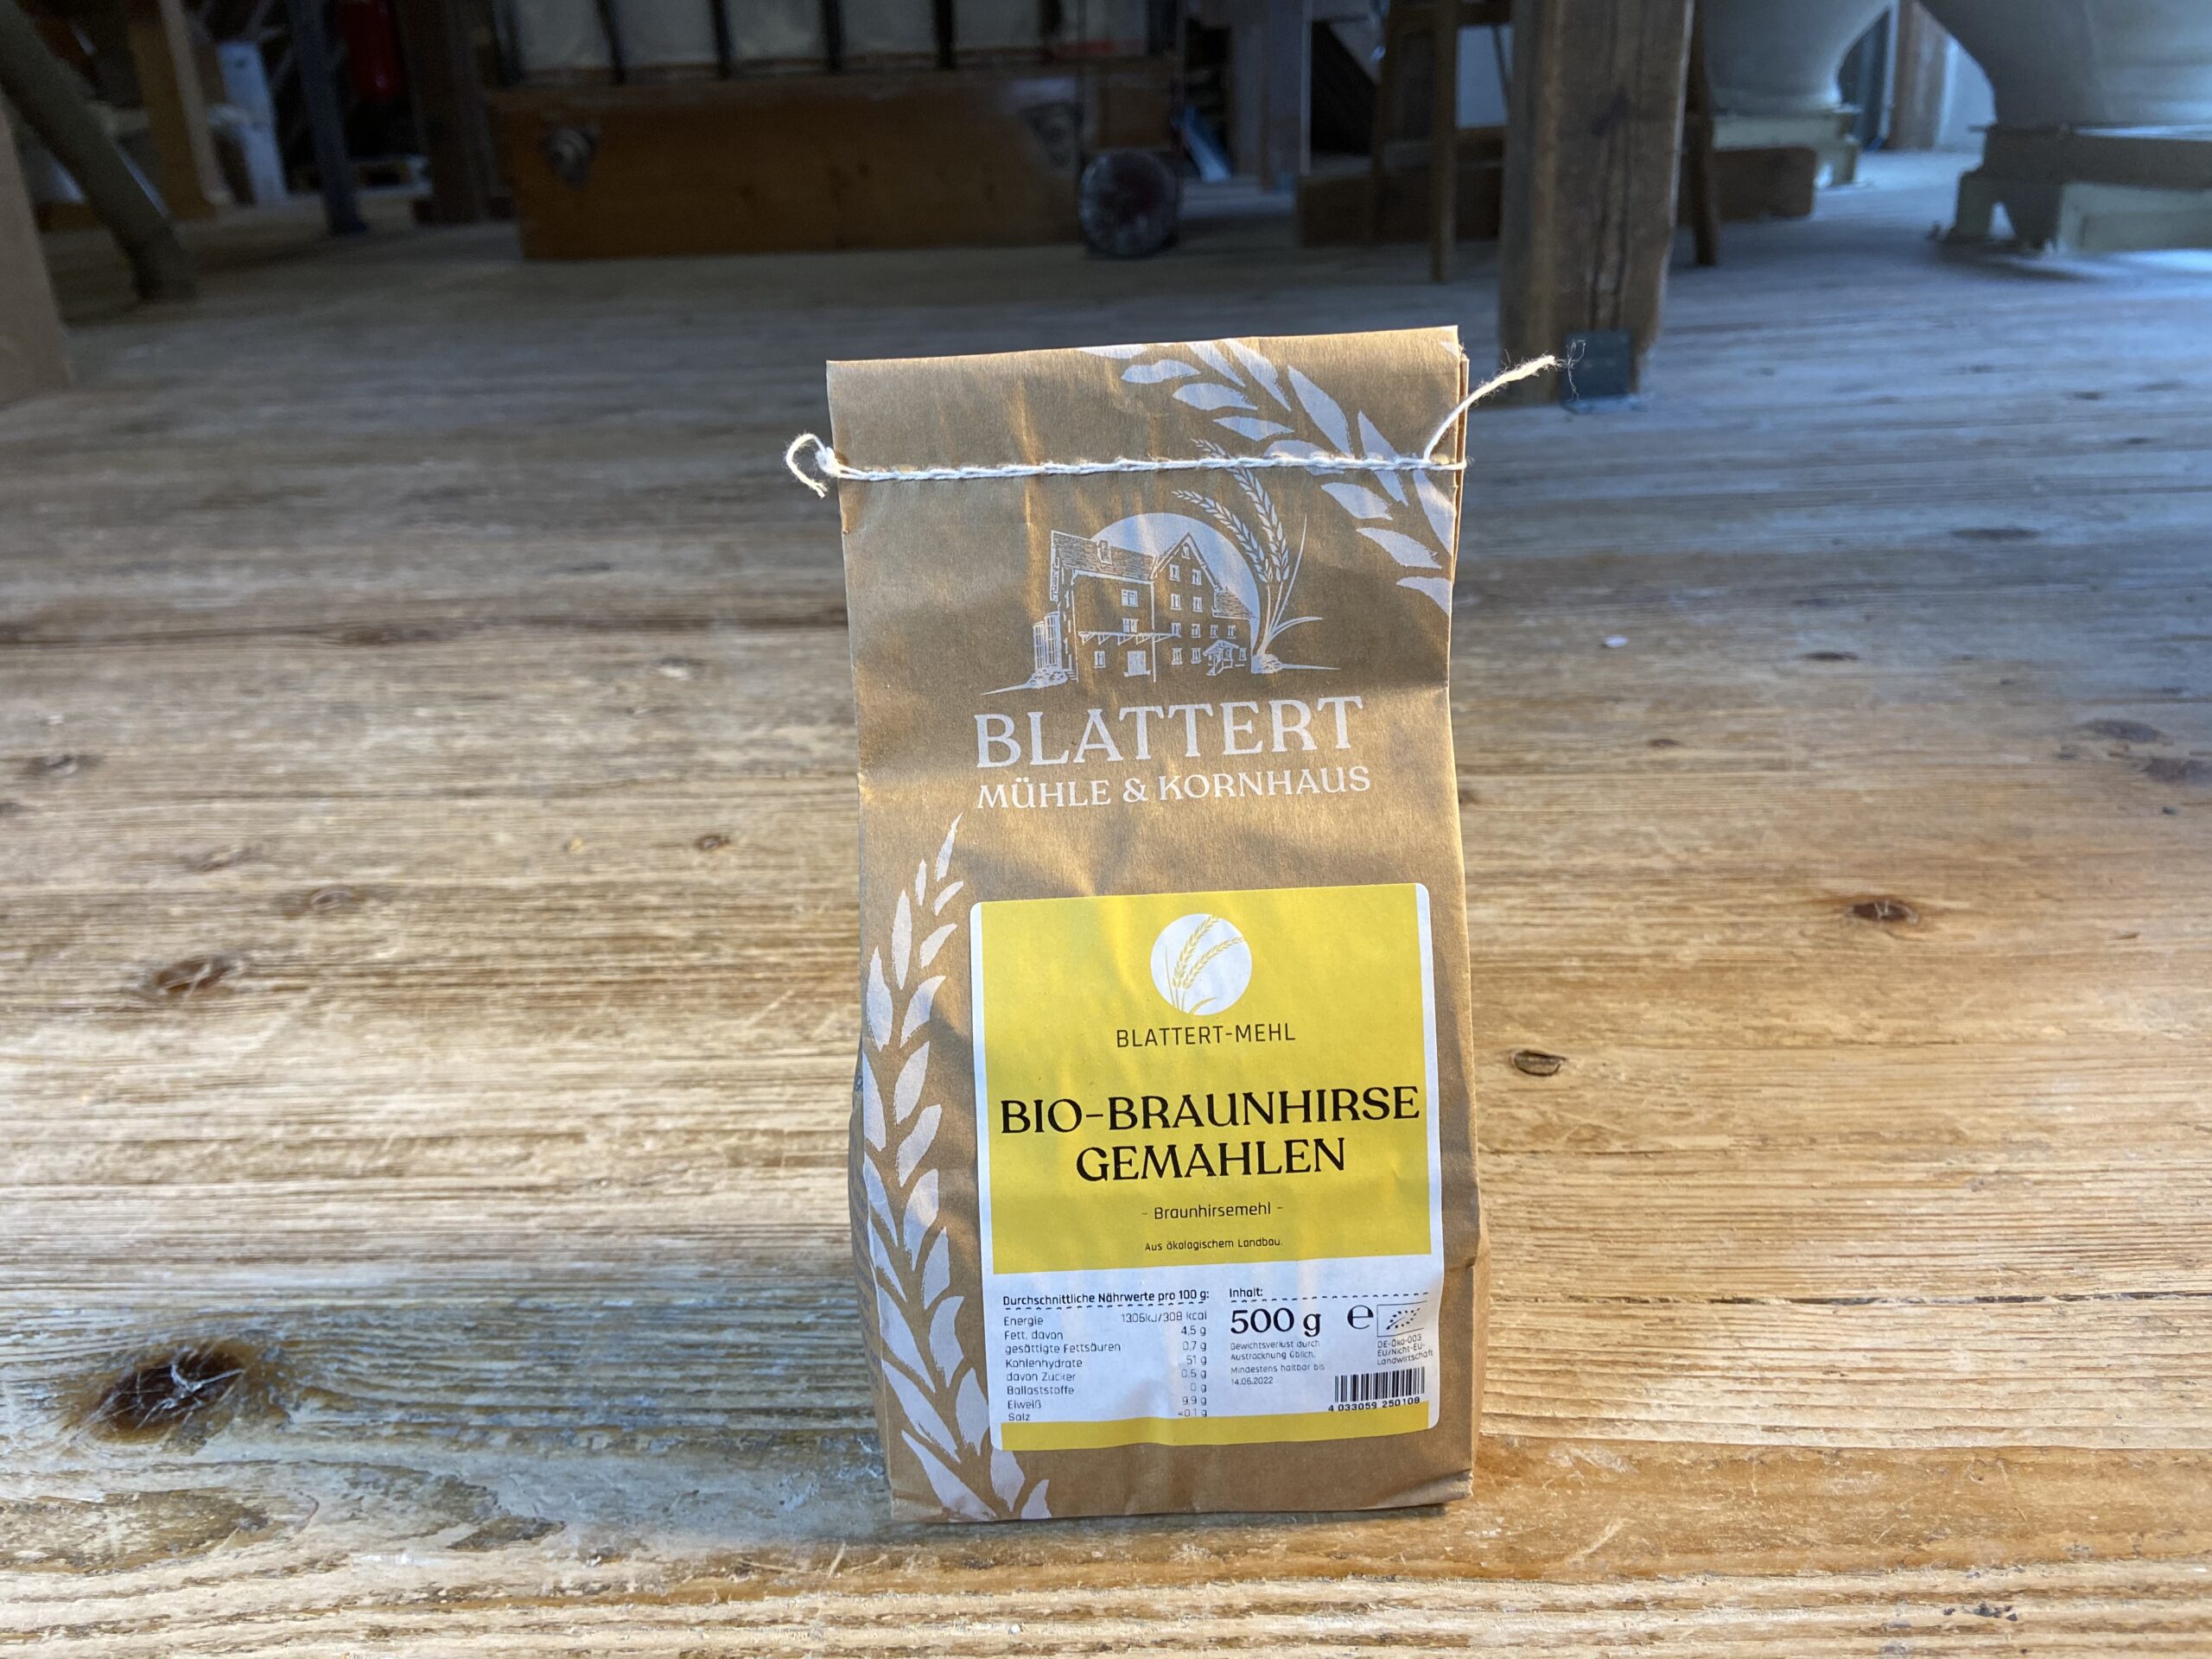 BLATTERT
MÜHLE & KORNHAUS
BLATTERT-MEHL
BIO-BRAUNHIRSE
GEMAHLEN
- Braunhirsemehl -
Aus ökologischem Landbau.
Durchschnittliche Nährwerte pro 100 g:
Energie 1306kJ/308 kcal
Fett, davon 4,5 g
gesättigte Fettsäuren 0,7 g
Kohlenhydrate 51 g
davon Zucker 0,5 g
Ballaststoffe 0 g
Eiweiß 9,9 g
Salz <0,1 g
Inhalt:
500 g e
Gewichtsverlust durch
Austrocknung üblich.
Mindestens haltbar bis
14.06.2022
DE-Öko-003
EU/Nicht-EU-
Landwirtschaft
4 033059 250108